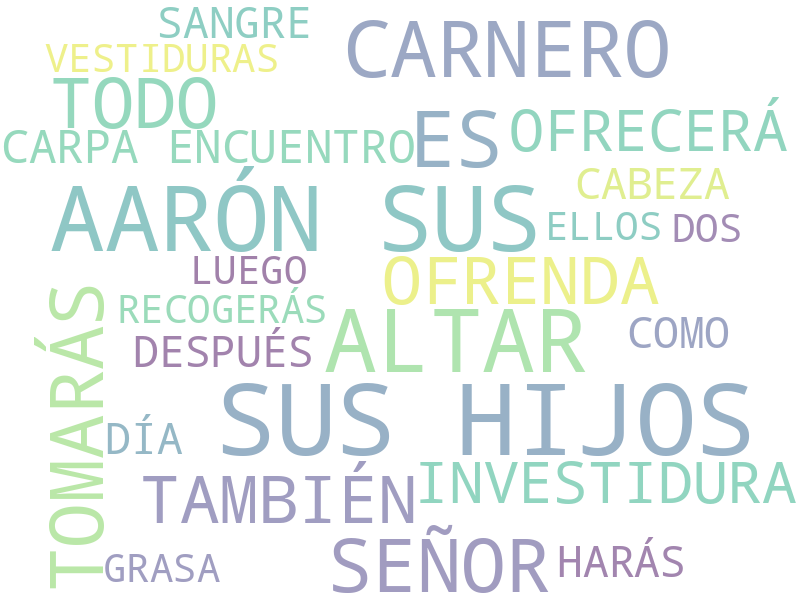 SANGRE
CARNERO
VESTIDURAS
TODO
ES
OFRECERÁ
CARPA ENCUENTRO
CABEZA
AARÓN SUS
ELLOS
DOS
LUEGO
OFRENDA
RECOGERÁS
ALTAR
COMO
DESPUÉS
TOMARÁS
SUS HIJOS
DÍA
INVESTIDURA
TAMBIÉN
SEÑOR
HARÁS
GRASA